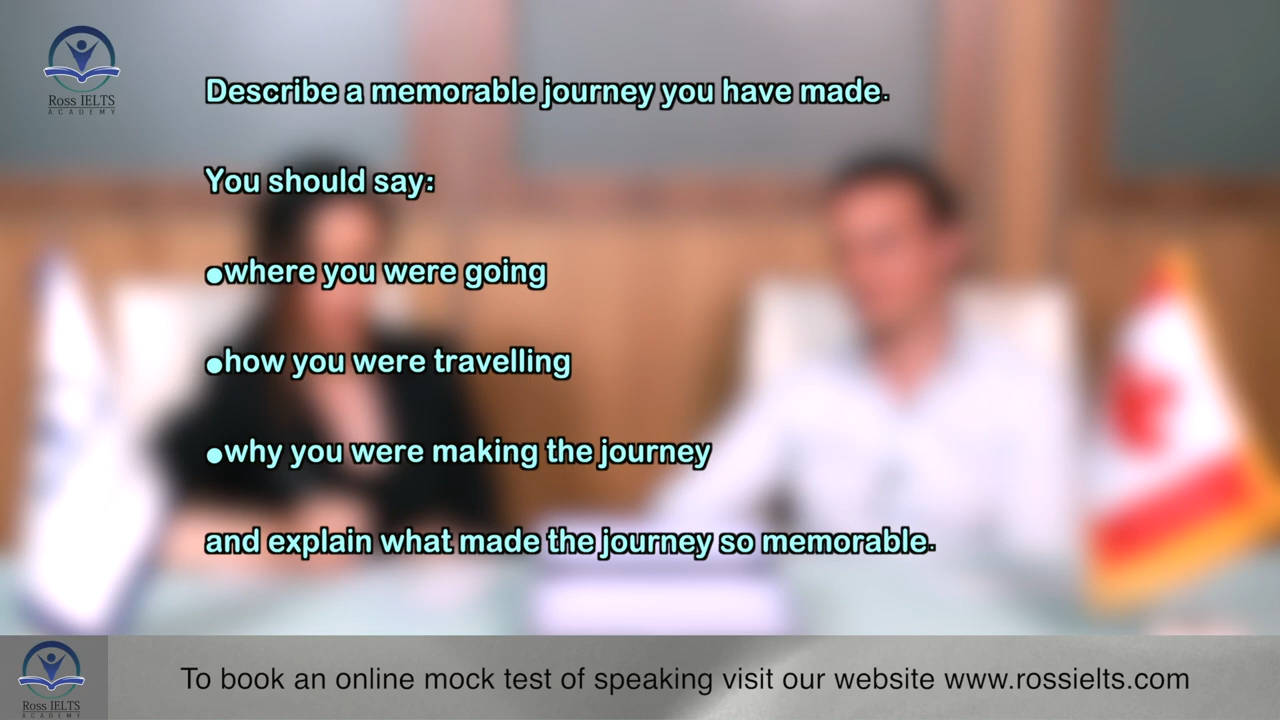 Ross IELTS
ACADEMY
Describe a memorable journey you have made.
You should say:
•where you were going
•how you were travelling
•why you were making the journey
and explain what made the journey so memorable.
Ross IELTS
ACADEMY
To book an online mock test of speaking visit our website www.rossielts.com